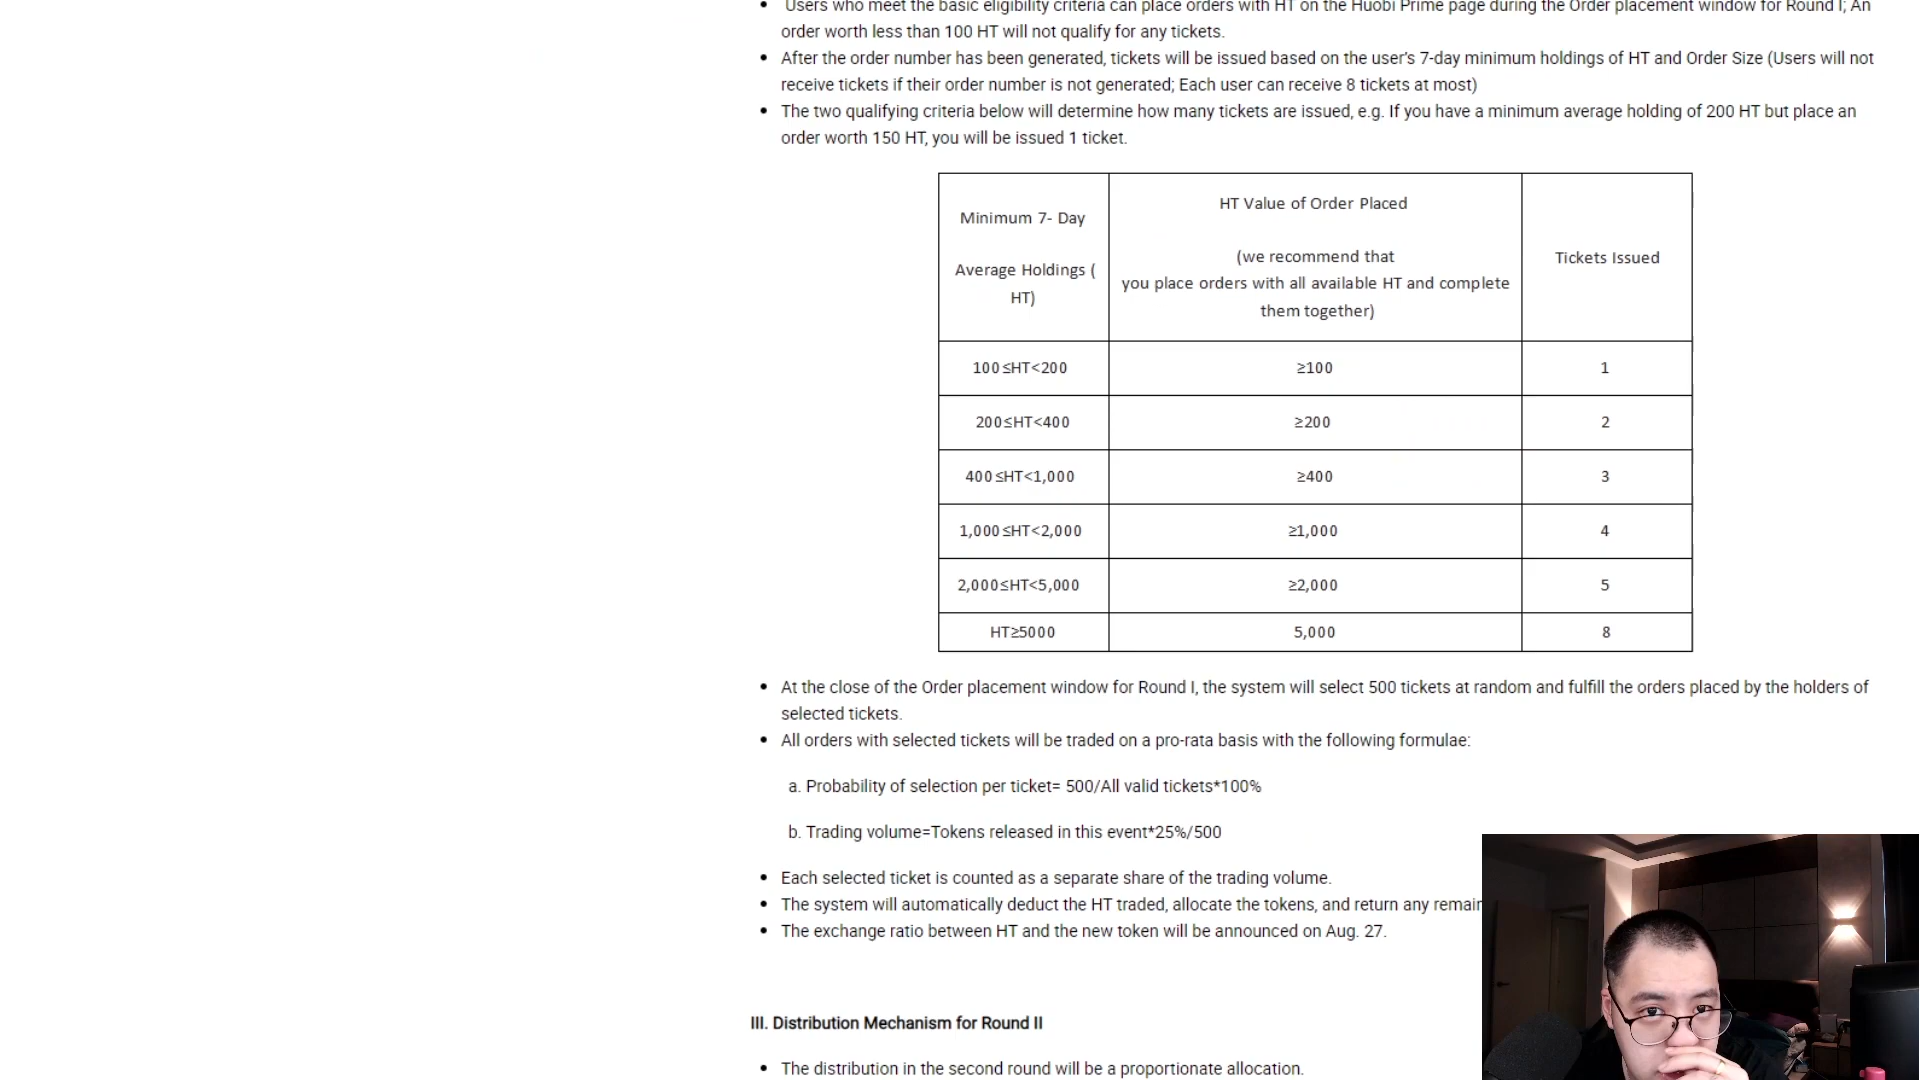 Users who meet the basic eligibility criteria can place orders with HT on the Huobi Prime page during the Order placement window for Round I; An
order worth less than 100 HT will not qualify for any tickets.
After the order number has been generated, tickets will be issued based on the user's 7-day minimum holdings of HT and Order Size (Users will not
receive tickets if their order number is not generated; Each user can receive 8 tickets at most)
The two qualifying criteria below will determine how many tickets are issued, e.g. If you have a minimum average holding of 200 HT but place an
order worth 150 HT, you will be issued 1 ticket.
Minimum 7- Day
Average Holdings (
HT)
HT Value of Order Placed
(we recommend that
you place orders with all available HT and complete
them together)
Tickets Issued
100≤HT<200 ≥100 1
200≤HT<400 ≥200 2
400≤HT<1,000 ≥400 3
1,000≤HT<2,000 ≥1,000 4
2,000≤HT<5,000 ≥2,000 5
HT≥5000 5,000 8
At the close of the Order placement window for Round I, the system will select 500 tickets at random and fulfill the orders placed by the holders of
selected tickets.
All orders with selected tickets will be traded on a pro-rata basis with the following formulae:
a. Probability of selection per ticket= 500/All valid tickets*100%
b. Trading volume=Tokens released in this event*25%/500
Each selected ticket is counted as a separate share of the trading volume.
The system will automatically deduct the HT traded, allocate the tokens, and return any remain
The exchange ratio between HT and the new token will be announced on Aug. 27.
III. Distribution Mechanism for Round II
The distribution in the second round will be a proportionate allocation.